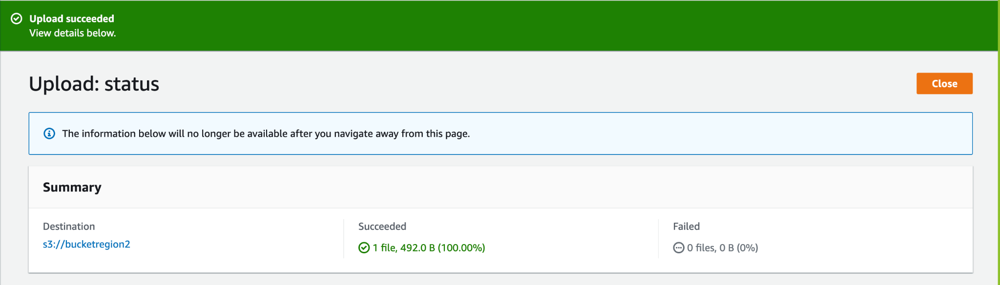 Upload succeeded
View details below.
Upload: status
Close
The information below will no longer be available after you navigate away from this page.
Summary
Destination
s3://bucketregion2
Succeeded
1 file, 492.0 B (100.00%)
Failed
0 files, 0 B (0%)